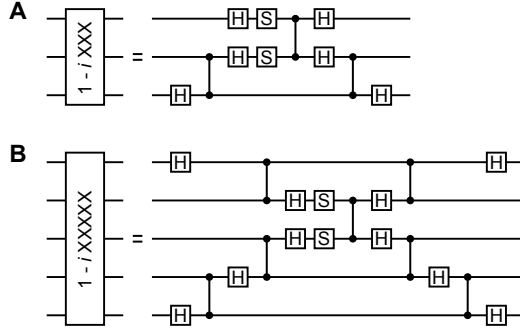 A
H S H
1 - i XXX = H S H
H H
B
H H
H S H
1 - i XXXXX = H S H
H H
H H